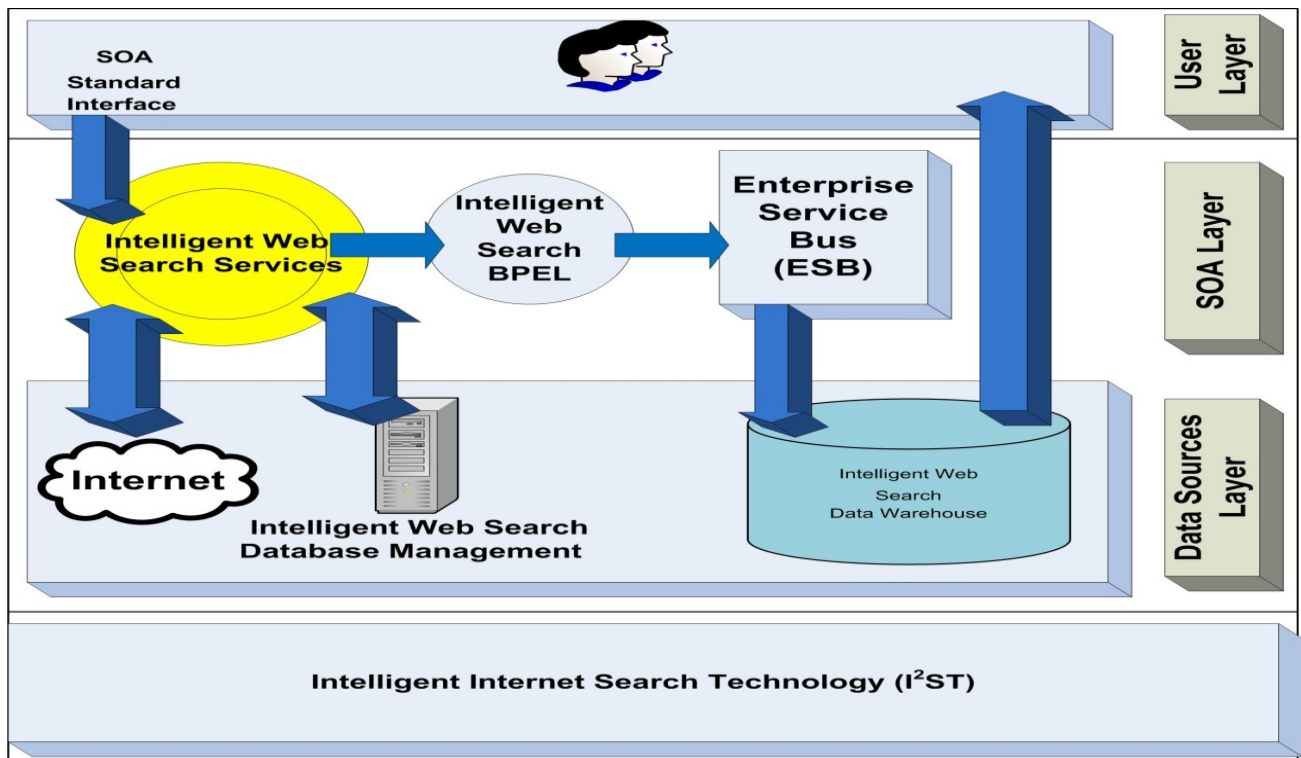 SOA
Standard
Interface
User
Layer
Intelligent Web
Search Services
Intelligent
Web
Search
BPEL
Enterprise
Service
Bus
(ESB)
SOA Layer
Internet
Intelligent Web Search
Database Management
Intelligent Web
Search
Data Warehouse
Data Sources
Layer
Intelligent Internet Search Technology (I²ST)